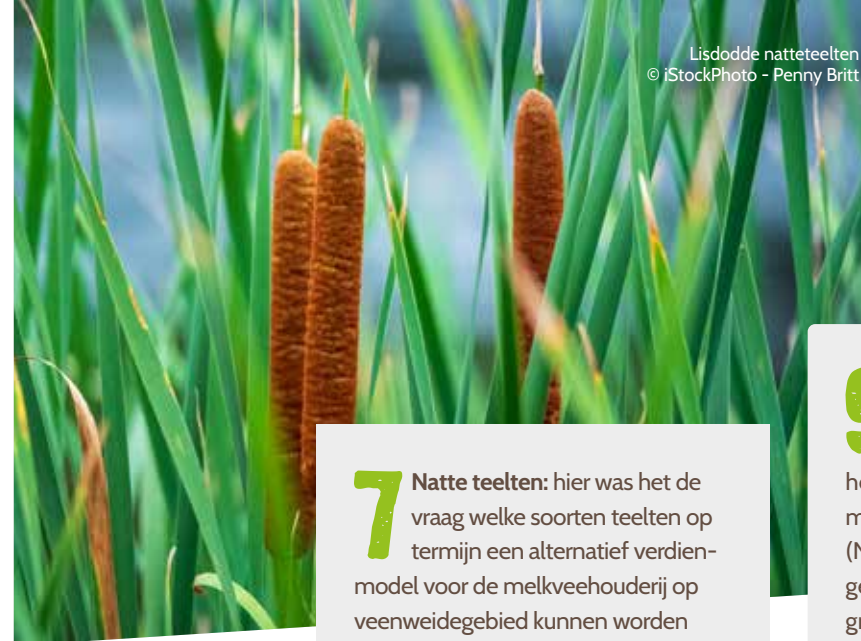 Lisdodde natteteelten
© iStockPhoto - Penny Britt
7 Natte teelten: hier was het de
vraag welke soorten teelten op
termijn een alternatief verdien-
model voor de melkveehouderij op
veenweidegebied kunnen worden
9